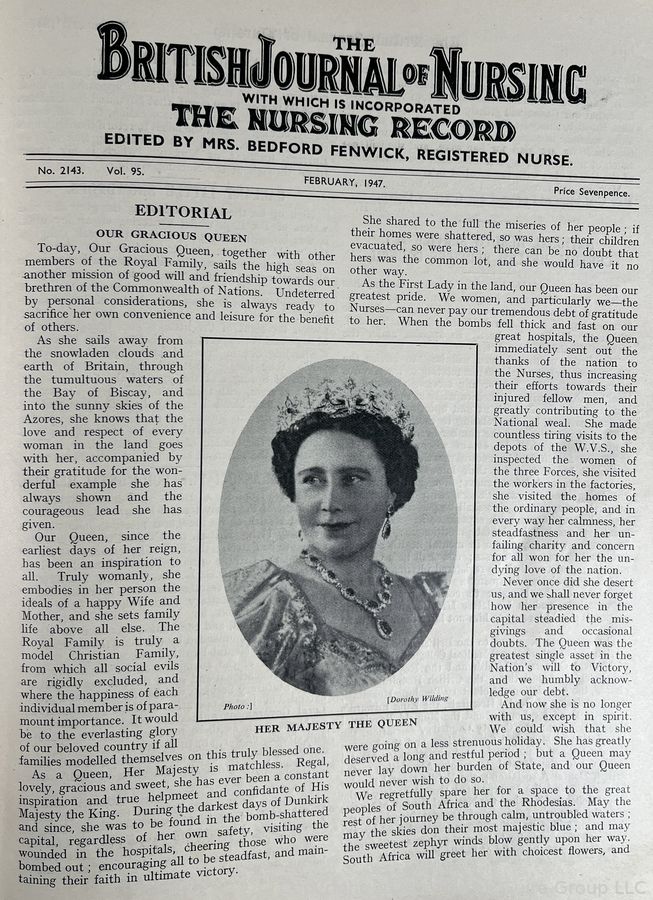 THE
BRITISH JOURNAL OF NURSING
WITH WHICH IS INCORPORATED
THE NURSING RECORD
EDITED BY MRS. BEDFORD FENWICK, REGISTERED NURSE.
No. 2143. Vol. 95.
FEBRUARY, 1947.
Price Sevenpence.
EDITORIAL
OUR GRACIOUS QUEEN
To-day, Our Gracious Queen, together with other
members of the Royal Family, sails the high seas on
another mission of good will and friendship towards our
brethren of the Commonwealth of Nations. Undeterred
by personal considerations, she is always ready to
sacrifice her own convenience and leisure for the benefit
of others.
As she sails away from
the snowladen clouds and
earth of Britain, through
the tumultuous waters of
the Bay of Biscay, and
into the sunny skies of the
Azores, she knows that the
love and respect of every
woman in the land goes
with her, accompanied by
their gratitude for the won-
derful example she has
always shown and the
courageous lead she has
given.
Our Queen, since the
earliest days of her reign,
has been an inspiration to
all. Truly womanly, she
embodies in her person the
ideals of a happy Wife and
Mother, and she sets family
life above all else. The
Royal Family is truly a
model Christian Family,
from which all social evils
are rigidly excluded, and
where the happiness of each
individual member is of para-
mount importance. It would
be to the everlasting glory
of our beloved country if all
families modelled themselves on this truly blessed one.
As a Queen, Her Majesty is matchless. Regal,
lovely, gracious and sweet, she has ever been a constant
inspiration and true helpmeet and confidante of His
Majesty the King. During the darkest days of Dunkirk
and since, she was to be found in the bomb-shattered
capital, regardless of her own safety, visiting the
wounded in the hospitals, cheering those who were
bombed out; encouraging all to be steadfast, and main-
taining their faith in ultimate victory.
Photo:]
[Dorothy Wilding
HER MAJESTY THE QUEEN
She shared to the full the miseries of her people; if
their homes were shattered, so was hers; their children
evacuated, so were hers; there can be no doubt that
hers was the common lot, and she would have it no
other way.
As the First Lady in the land, our Queen has been our
greatest pride. We women, and particularly we—the
Nurses—can never pay our tremendous debt of gratitude
to her. When the bombs fell thick and fast on our
great hospitals, the Queen
immediately sent out the
thanks of the nation to
the Nurses, thus increasing
their efforts towards their
injured fellow men, and
greatly contributing to the
National weal. She made
countless tiring visits to the
depots of the W.V.S., she
inspected the women of
the three Forces, she visited
the workers in the factories,
she visited the homes of
the ordinary people, and in
every way her calmness, her
steadfastness and her un-
failing charity and concern
for all won for her the un-
dying love of the nation.
Never once did she desert
us, and we shall never forget
how her presence in the
capital steadied the mis-
givings and occasional
doubts. The Queen was the
greatest single asset in the
Nation's will to Victory,
and we humbly acknow-
ledge our debt.
And now she is no longer
with us, except in spirit.
We could wish that she
were going on a less strenuous holiday. She has greatly
deserved a long and restful period; but a Queen may
never lay down her burden of State, and our Queen
would never wish to do so.
We regretfully spare her for a space to the great
peoples of South Africa and the Rhodesias. May the
rest of her journey be through calm, untroubled waters;
may the skies don their most majestic blue; and may
the sweetest zephyr winds blow gently upon her way.
South Africa will greet her with choicest flowers, and
Group LLC